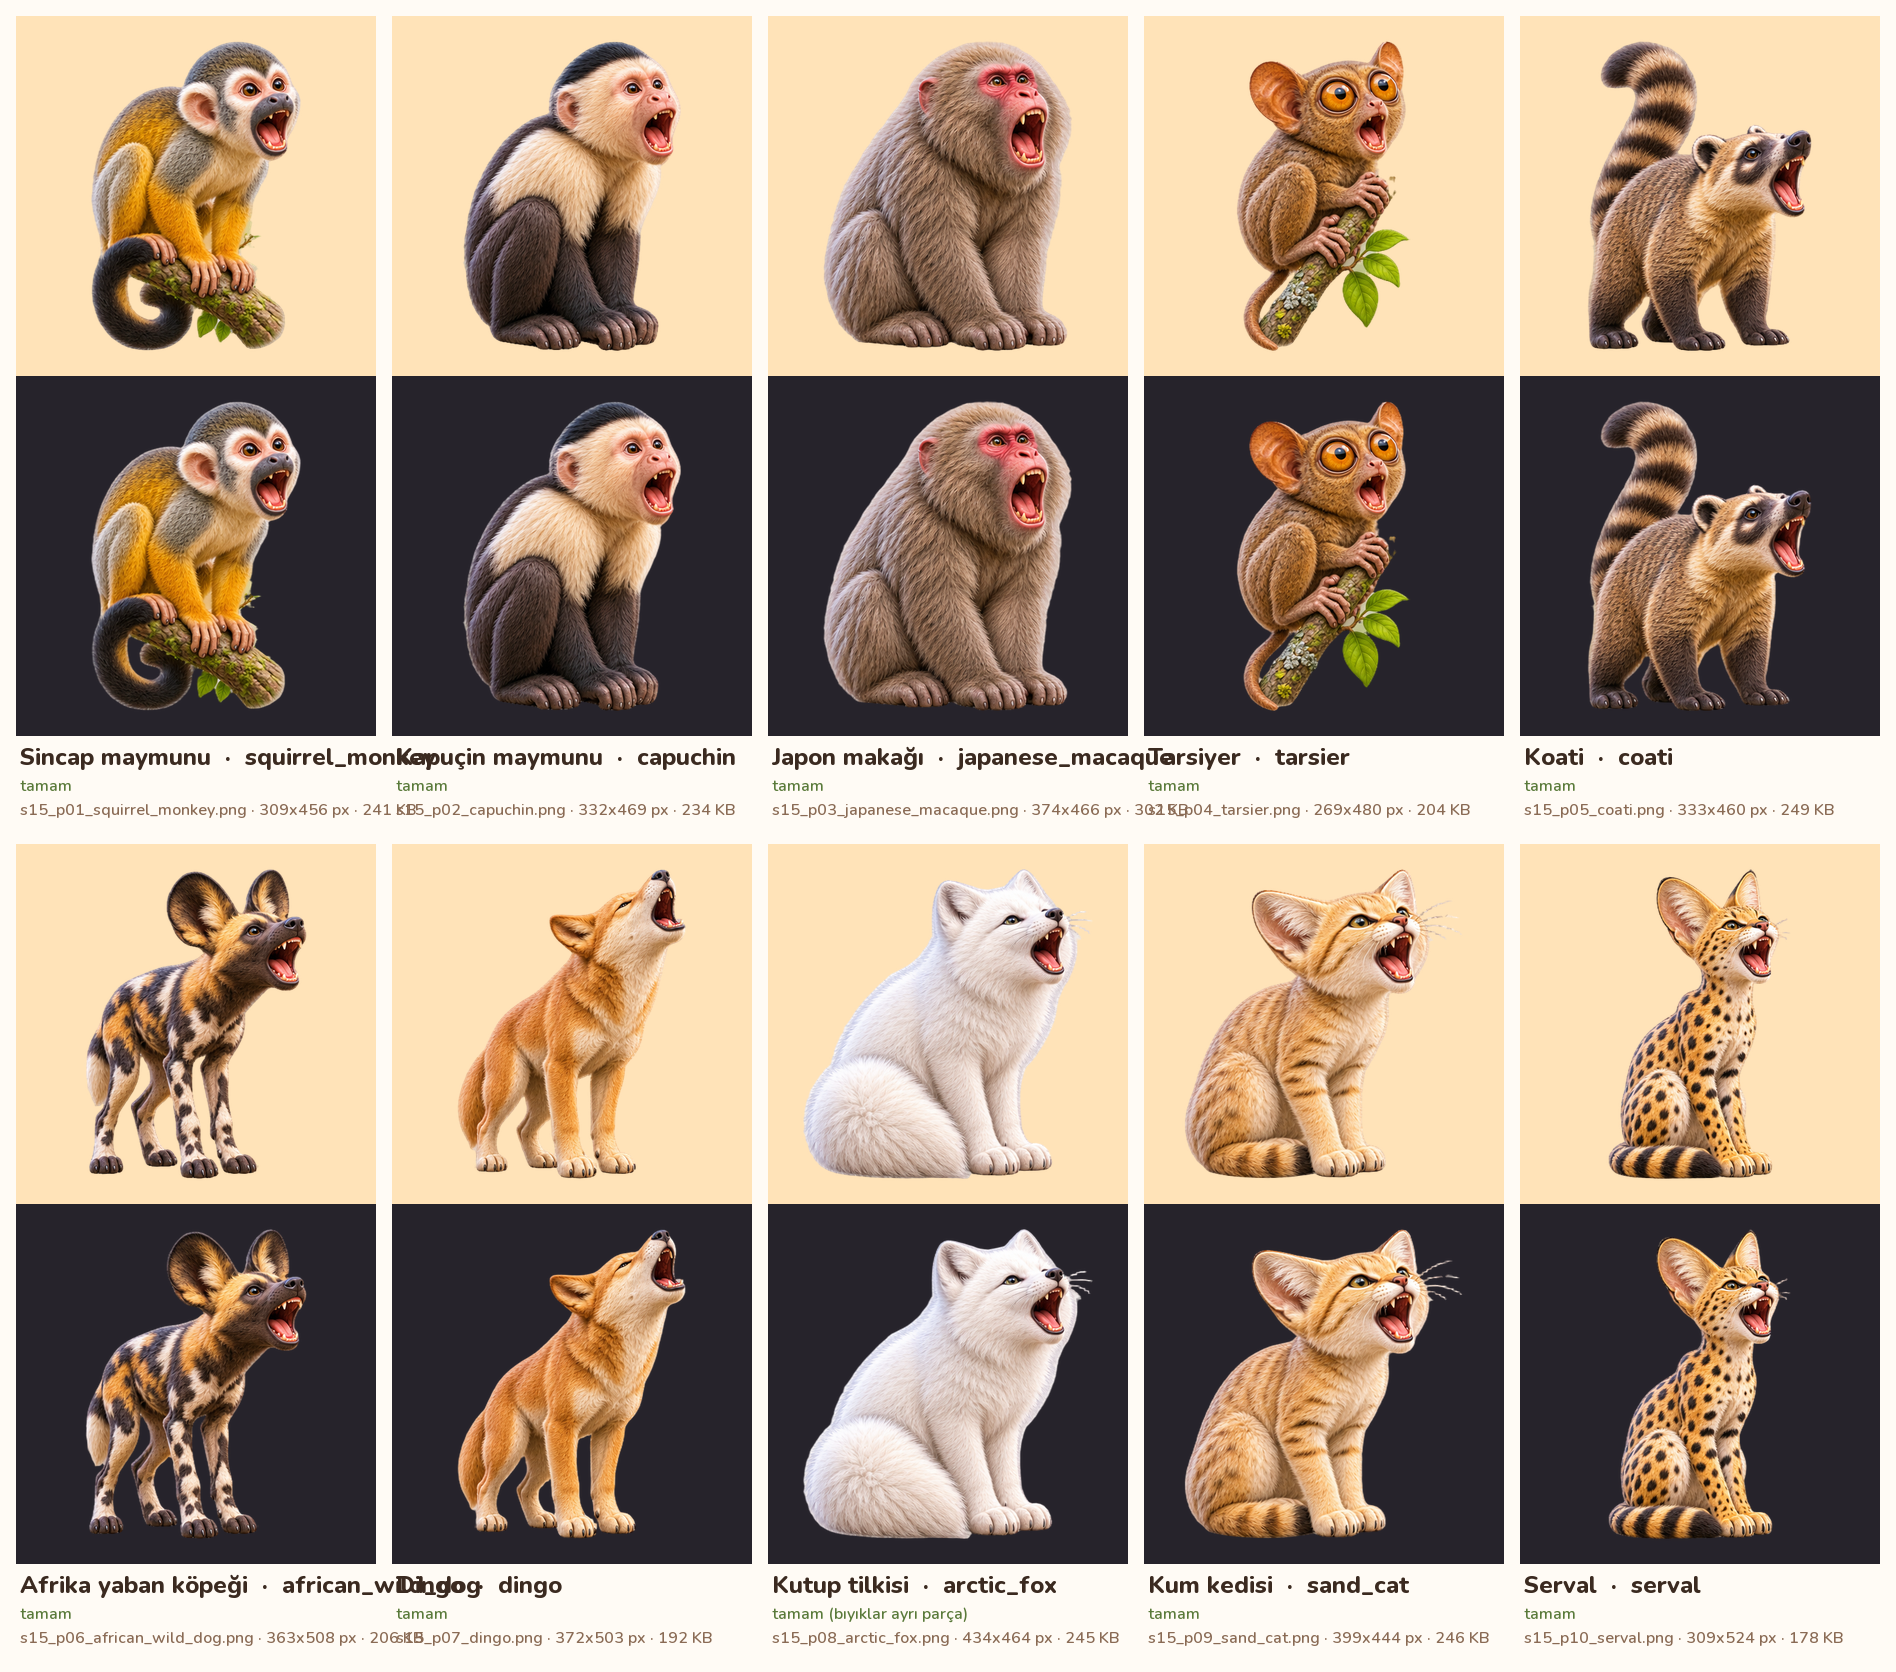 Sincap maymunu · squirrel_monkey
tamam
s15_p01_squirrel_monkey.png · 309x456 px · 241 KB
Kapuçin maymunu · capuchin
tamam
s15_p02_capuchin.png · 332x469 px · 234 KB
Japon makağı · japanese_macaque
tamam
s15_p03_japanese_macaque.png · 374x466 px · 302 KB
Tarsiyer · tarsier
tamam
s15_p04_tarsier.png · 269x480 px · 204 KB
Koati · coati
tamam
s15_p05_coati.png · 333x460 px · 249 KB
Afrika yaban köpeği · african_wild_dog
tamam
s15_p06_african_wild_dog.png · 363x508 px · 206 KB
Dingo · dingo
tamam
s15_p07_dingo.png · 372x503 px · 192 KB
Kutup tilkisi · arctic_fox
tamam (bıyıklar ayrı parça)
s15_p08_arctic_fox.png · 434x464 px · 245 KB
Kum kedisi · sand_cat
tamam
s15_p09_sand_cat.png · 399x444 px · 246 KB
Serval · serval
tamam
s15_p10_serval.png · 309x524 px · 178 KB